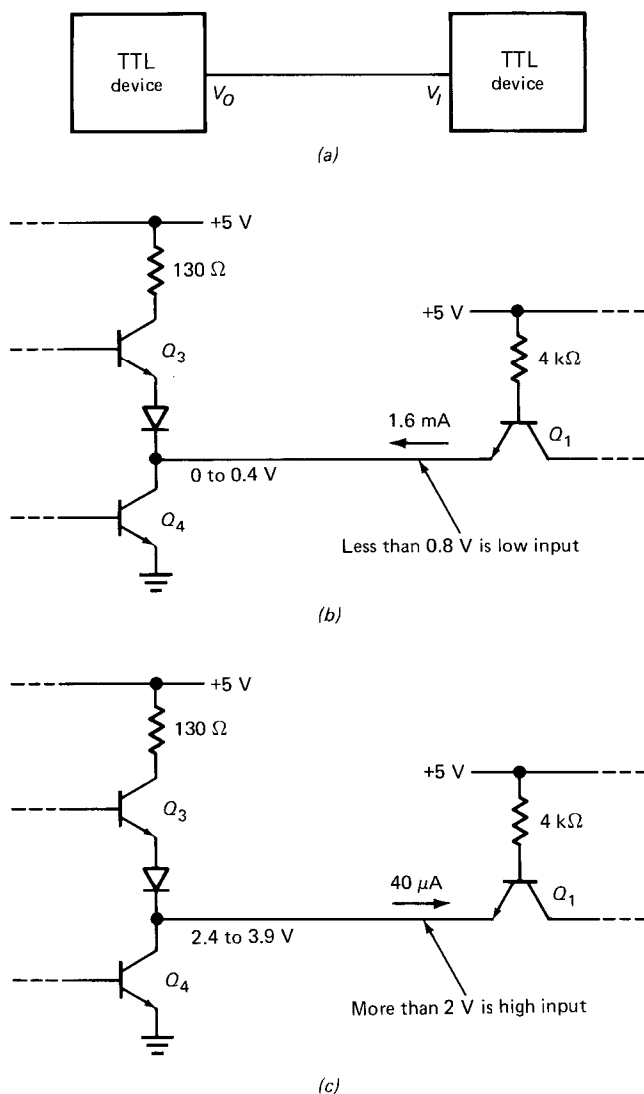 TTL
device
TTL
device
V_O
V_I
(a)
+5 V
130 Ω
Q_3
+5 V
4 kΩ
1.6 mA
Q_1
0 to 0.4 V
Q_4
Less than 0.8 V is low input
(b)
+5 V
130 Ω
Q_3
+5 V
4 kΩ
40 μA
Q_1
2.4 to 3.9 V
Q_4
More than 2 V is high input
(c)